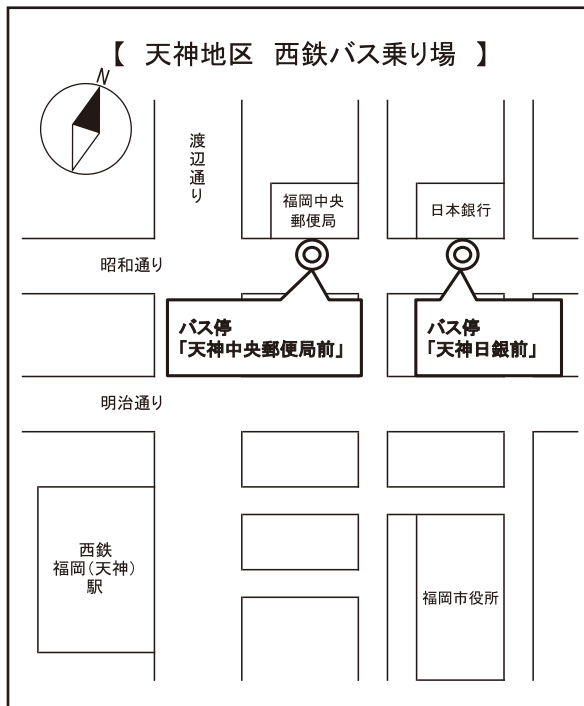 【 天神地区 西鉄バス乗り場 】
N
渡辺通り
福岡中央
郵便局
日本銀行
昭和通り
バス停
「天神中央郵便局前」
バス停
「天神日銀前」
明治通り
西鉄
福岡（天神）
駅
福岡市役所